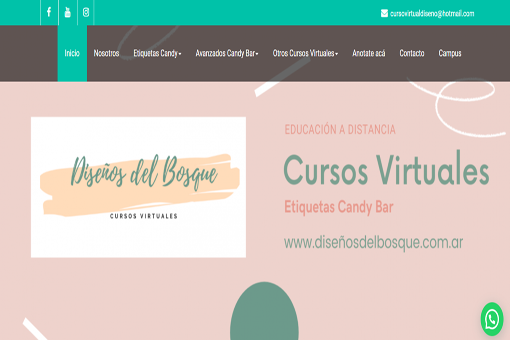 cursovirtualdiseno@hotmail.com
Inicio Nosotros Etiquetas Candy Avanzados Candy Bar Otros Cursos Virtuales Anotate acá Contacto Campus
EDUCACIÓN A DISTANCIA
Cursos Virtuales
Etiquetas Candy Bar
www.diseñosdelbosque.com.ar
Diseños del Bosque
CURSOS VIRTUALES